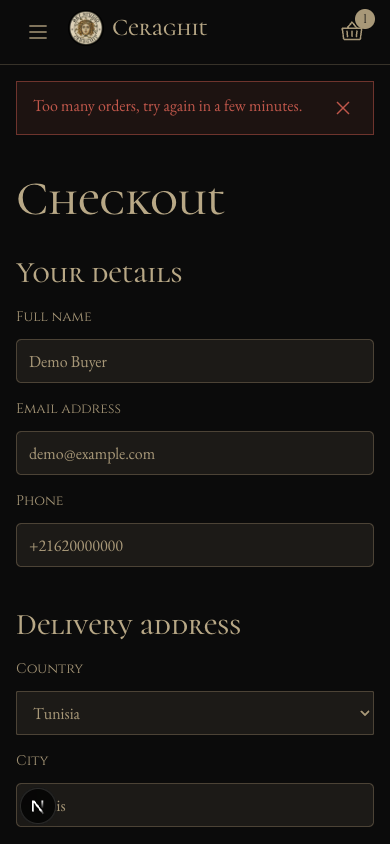 Ceraghit
1
Too many orders, try again in a few minutes.
Checkout
Your details
Full name
Demo Buyer
Email address
demo@example.com
Phone
+21620000000
Delivery address
Country
Tunisia
City
N
is